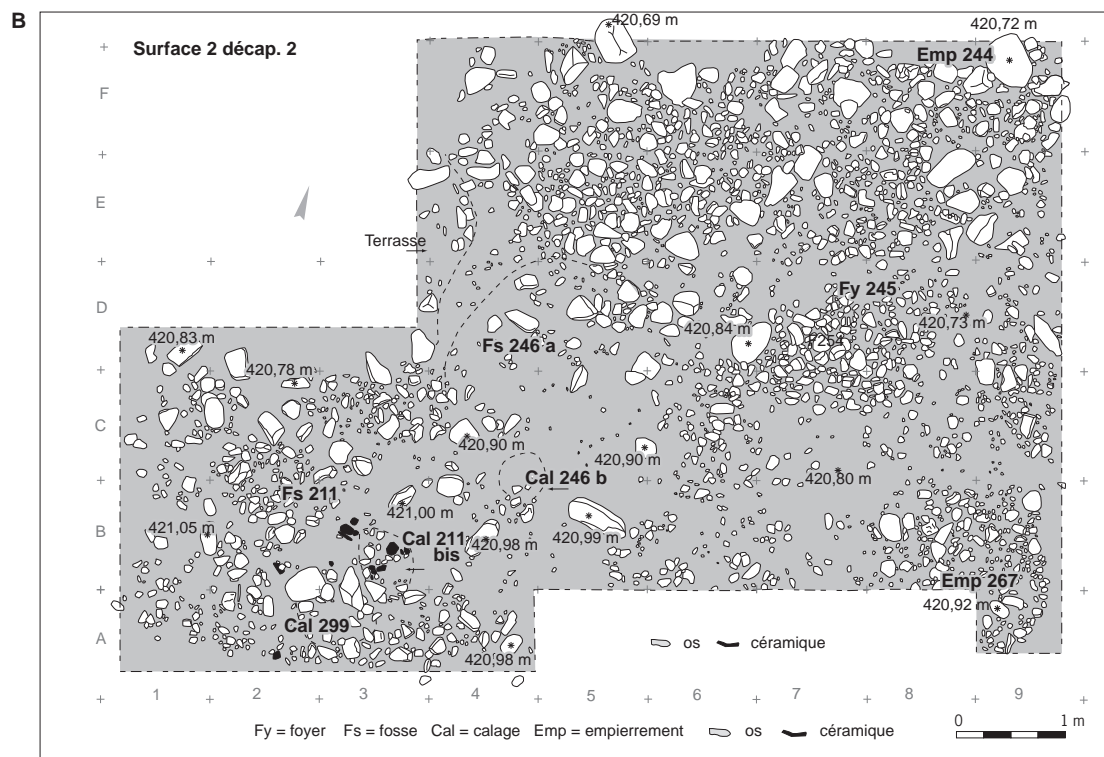 B
Surface 2 décap. 2
420,69 m
420,72 m
Emp 244
F
E
Terrasse
D
Fy 245
420,83 m
420,84 m
420,73 m
F254
Fs 246 a
420,78 m
C
420,90 m
420,90 m
Cal 246 b
420,80 m
Fs 211
421,00 m
B
421,05 m
Cal 211
bis
420,98 m
420,99 m
Emp 267
420,92 m
Cal 299
A
420,98 m
os céramique
1 2 3 4 5 6 7 8 9
Fy = foyer Fs = fosse Cal = calage Emp = empierrement os céramique
0 1 m